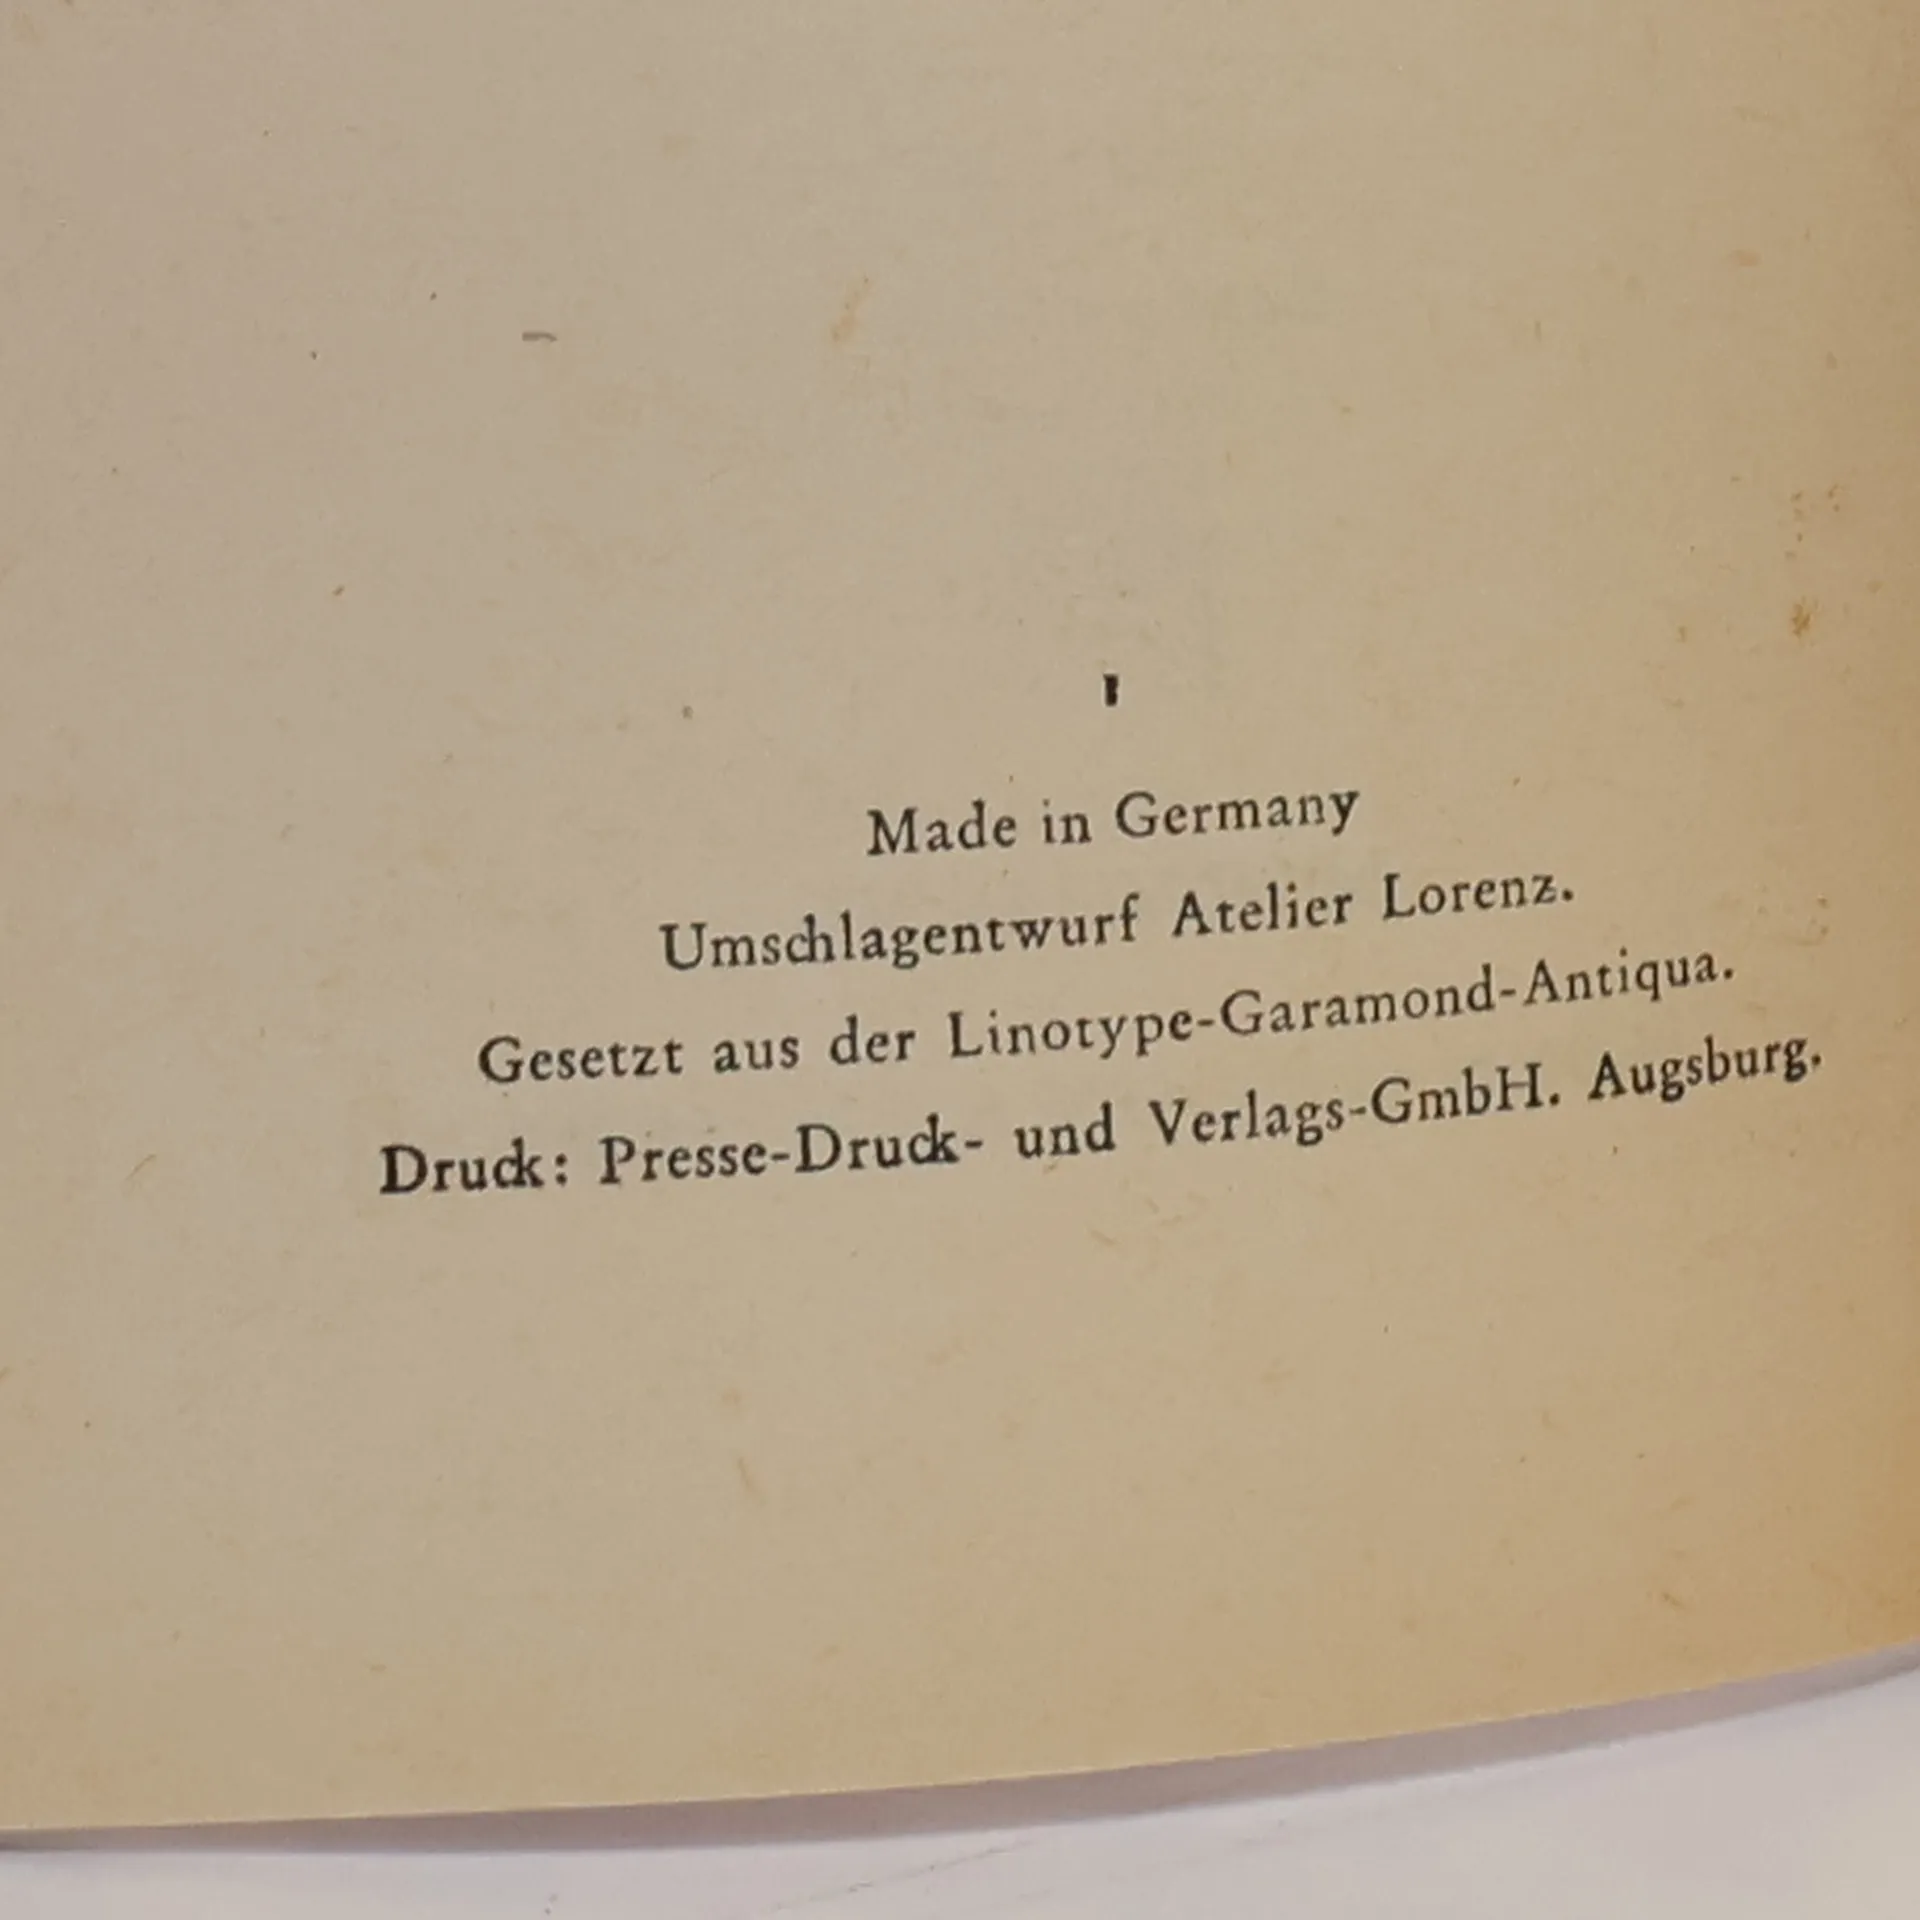 Made in Germany
Umschlagentwurf Atelier Lorenz.
Gesetzt aus der Linotype-Garamond-Antiqua.
Druck: Presse-Druck- und Verlags-GmbH. Augsburg.